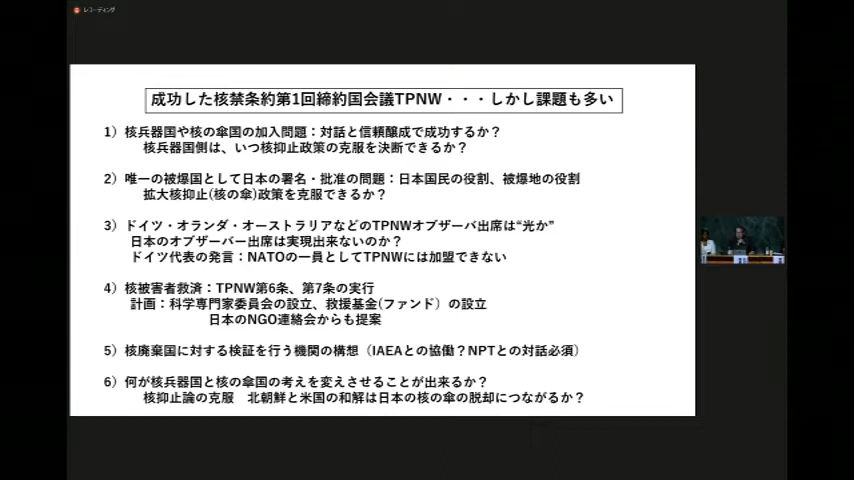 レコーディング
成功した核禁条約第1回締約国会議TPNW・・・しかし課題も多い
1）核兵器国や核の傘国の加入問題：対話と信頼醸成で成功するか？
核兵器国側は、いつ核抑止政策の克服を決断できるか？
2）唯一の被爆国として日本の署名・批准の問題：日本国民の役割、被爆地の役割
拡大核抑止(核の傘)政策を克服できるか？
3）ドイツ・オランダ・オーストラリアなどのTPNWオブザーバ出席は“光か”
日本のオブザーバー出席は実現出来ないのか？
ドイツ代表の発言：NATOの一員としてTPNWには加盟できない
4）核被害者救済：TPNW第6条、第7条の実行
計画：科学専門家委員会の設立、救援基金(ファンド）の設立
日本のNGO連絡会からも提案
5）核廃棄国に対する検証を行う機関の構想（IAEAとの協働？NPTとの対話必須）
6）何が核兵器国と核の傘国の考えを変えさせることが出来るか？
核抑止論の克服　北朝鮮と米国の和解は日本の核の傘の脱却につながるか？